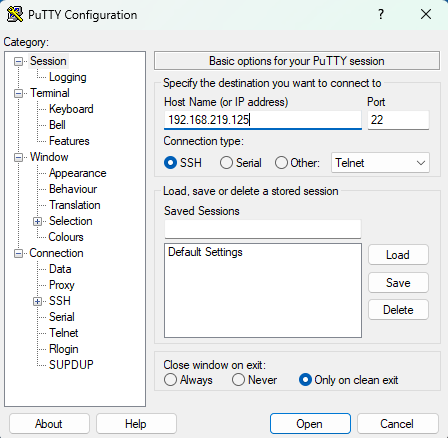 PuTTY Configuration
Category:
Session
Logging
Terminal
Keyboard
Bell
Features
Window
Appearance
Behaviour
Translation
Selection
Colours
Connection
Data
Proxy
SSH
Serial
Telnet
Rlogin
SUPDUP
Basic options for your PuTTY session
Specify the destination you want to connect to
Host Name (or IP address) Port
192.168.219.125 22
Connection type:
SSH Serial Other: Telnet
Load, save or delete a stored session
Saved Sessions
Default Settings
Load
Save
Delete
Close window on exit:
Always Never Only on clean exit
About Help Open Cancel